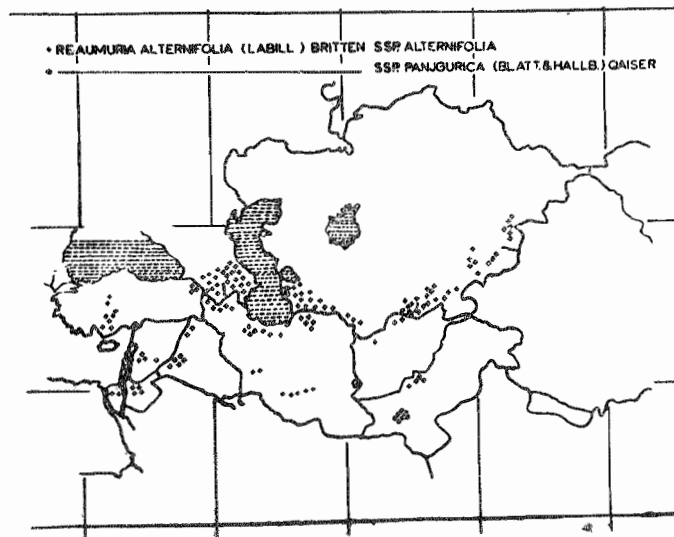 • REAUMURIA ALTERNIFOLIA (LABILL.) BRITTEN SSP. ALTERNIFOLIA
SSP. PANJGURICA (BLATT. & HALLB.) QAISER